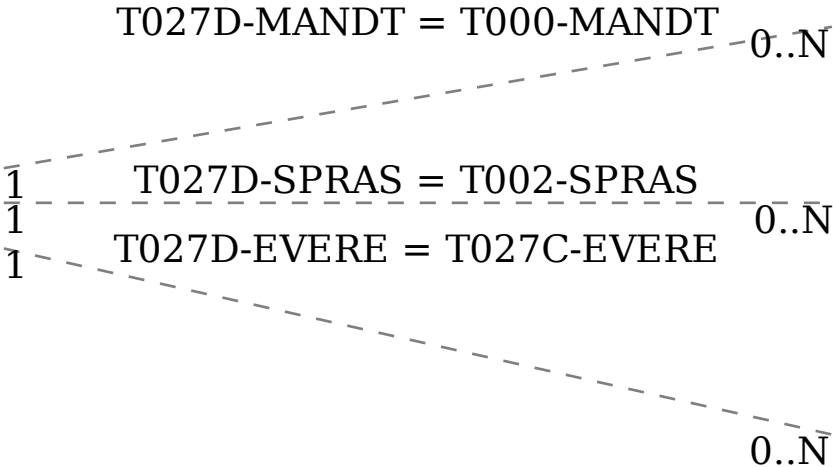 T027D-MANDT = T000-MANDT
0..N
T027D-SPRAS = T002-SPRAS
1
1
0..N
T027D-EVERE = T027C-EVERE
1
0..N